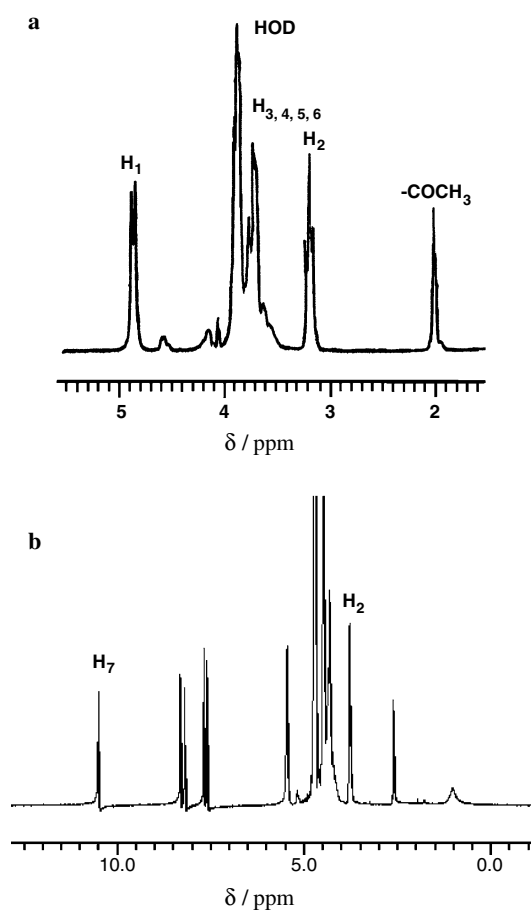 a
HOD
H3, 4, 5, 6
H1
H2
-COCH3
5 4 3 2
δ / ppm
b
H2
H7
10.0 5.0 0.0
δ / ppm